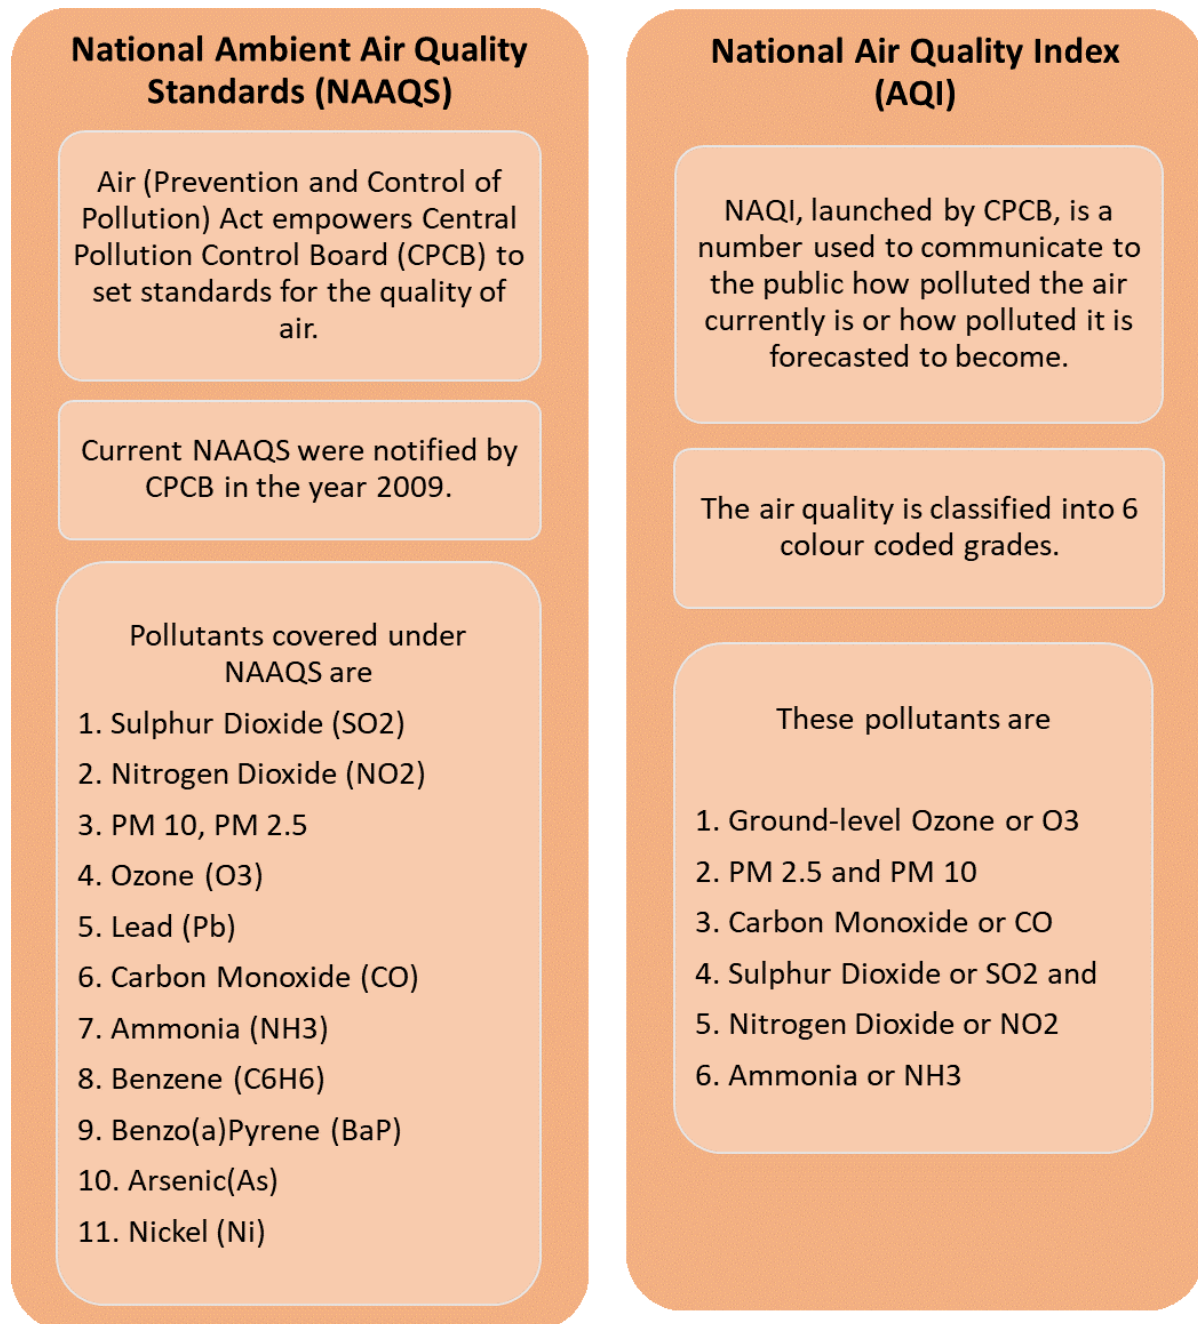 National Ambient Air Quality
Standards (NAAQS)
Air (Prevention and Control of
Pollution) Act empowers Central
Pollution Control Board (CPCB) to
set standards for the quality of
air.
Current NAAQS were notified by
CPCB in the year 2009.
Pollutants covered under
NAAQS are
1. Sulphur Dioxide (SO2)
2. Nitrogen Dioxide (NO2)
3. PM 10, PM 2.5
4. Ozone (O3)
5. Lead (Pb)
6. Carbon Monoxide (CO)
7. Ammonia (NH3)
8. Benzene (C6H6)
9. Benzo(a)Pyrene (BaP)
10. Arsenic(As)
11. Nickel (Ni)
National Air Quality Index
(AQI)
NAQI, launched by CPCB, is a
number used to communicate to
the public how polluted the air
currently is or how polluted it is
forecasted to become.
The air quality is classified into 6
colour coded grades.
These pollutants are
1. Ground-level Ozone or O3
2. PM 2.5 and PM 10
3. Carbon Monoxide or CO
4. Sulphur Dioxide or SO2 and
5. Nitrogen Dioxide or NO2
6. Ammonia or NH3